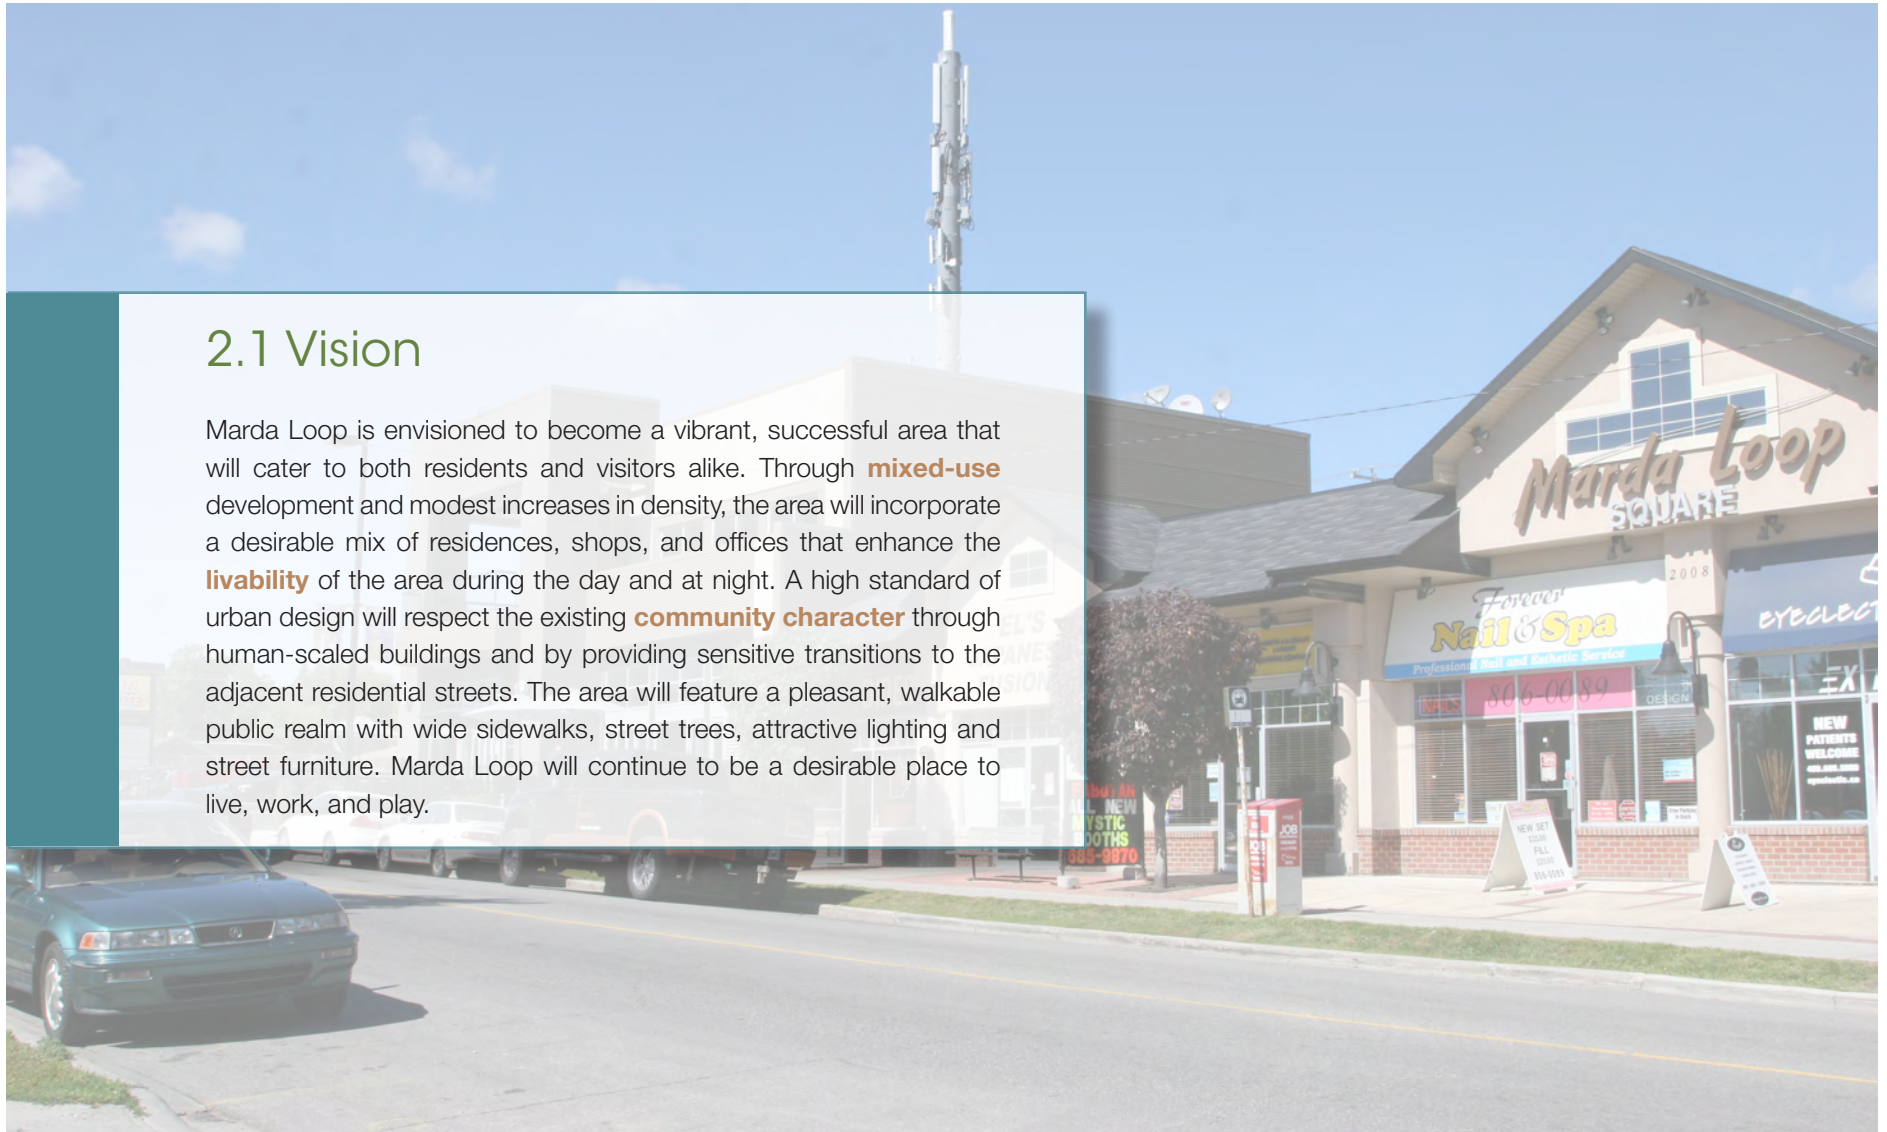 2.1 Vision
Marda Loop is envisioned to become a vibrant, successful area that
will cater to both residents and visitors alike. Through mixed-use
development and modest increases in density, the area will incorporate
a desirable mix of residences, shops, and offices that enhance the
livability of the area during the day and at night. A high standard of
urban design will respect the existing community character through
human-scaled buildings and by providing sensitive transitions to the
adjacent residential streets. The area will feature a pleasant, walkable
public realm with wide sidewalks, street trees, attractive lighting and
street furniture. Marda Loop will continue to be a desirable place to
live, work, and play.
Marda Loop
SQUARE
2008
Forever
Nail & Spa
Professional Nail and Esthetic Service
NAILS
806-0089
DESIGN
NEW
PATIENTS
WELCOME
ALL NEW
MYSTIC
BOOTHS
685-9870
JOB
NEW SET
FILL
806-0089